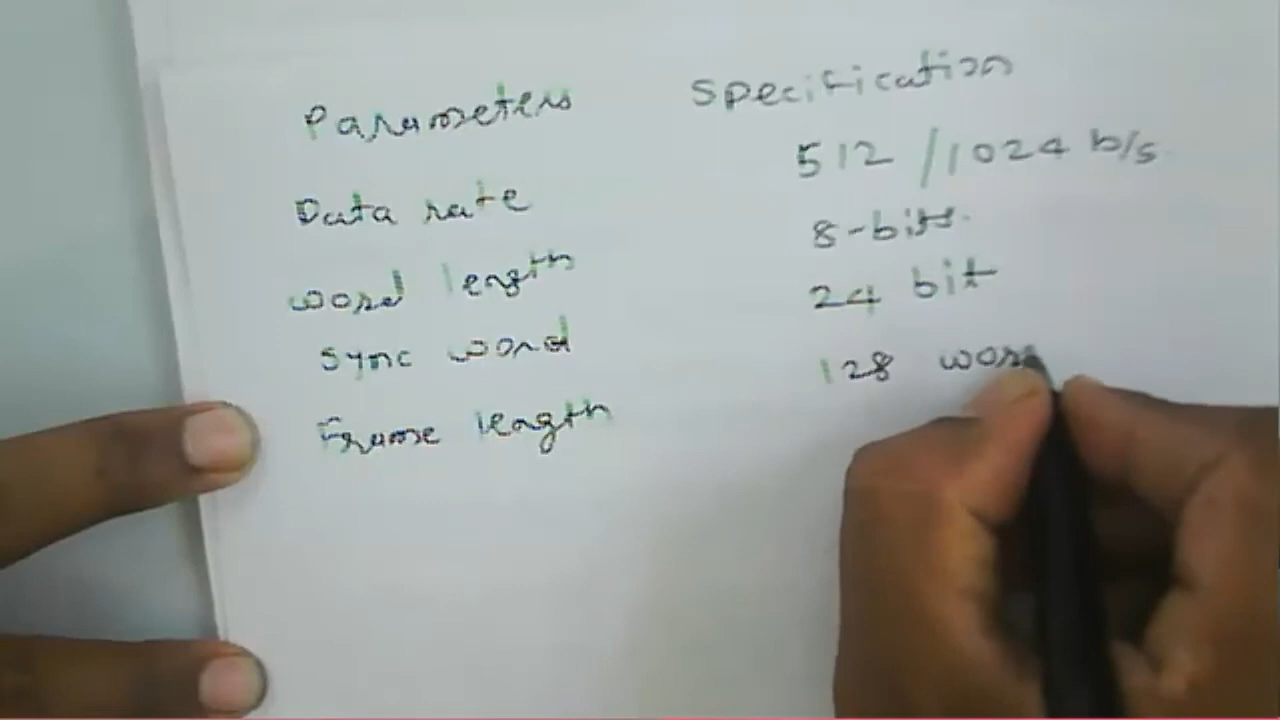 Parameters Specification
Data rate 512 / 1024 b/s
word length 8-bits.
Sync word 24 bit
Frame length 128 wor